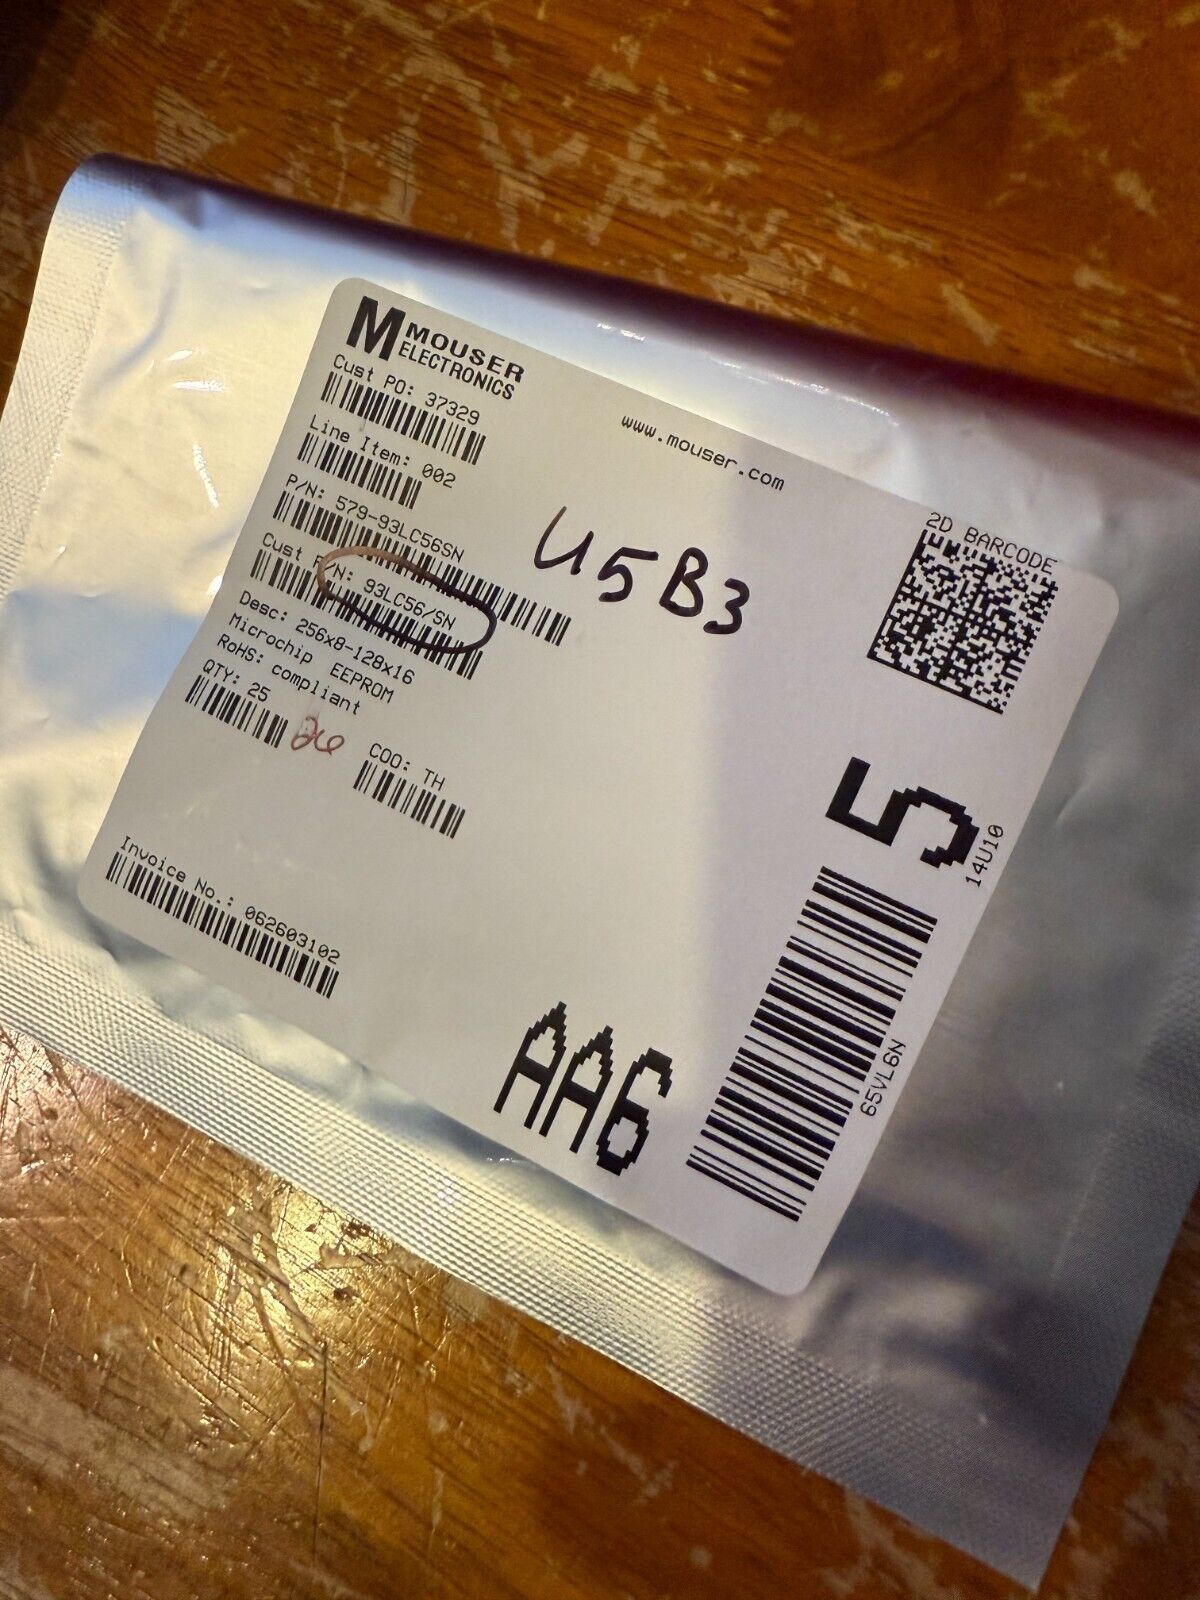 M MOUSER
ELECTRONICS
www.mouser.com
Cust PO: 37329
Line Item: 002
P/N: 579-93LC56SN
U5B3
2D BARCODE
Cust P/N: 93LC56/SN
Desc: 256x8-128x16
Microchip EEPROM
RoHS: compliant
QTY: 25
26
COO: TH
Invoice No.: 062603102
5
14U10
65VL6N
AA6